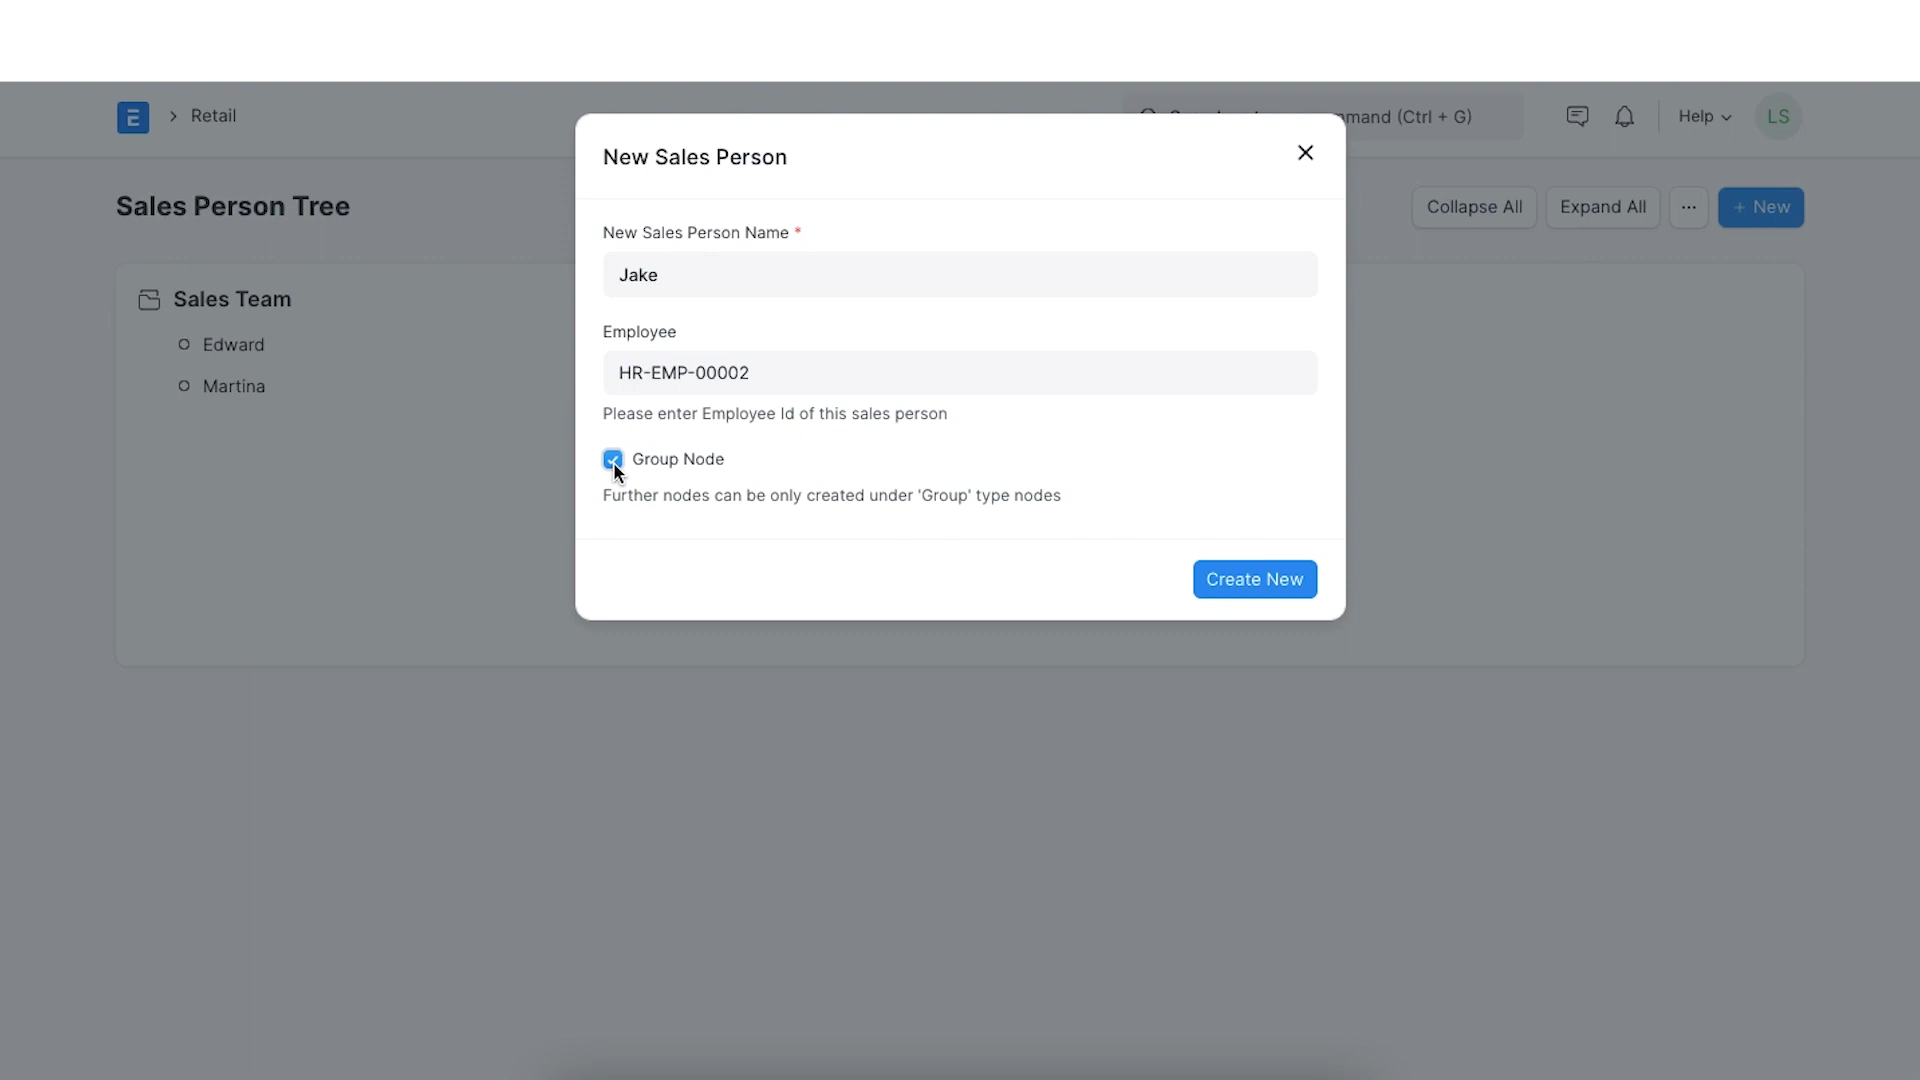 E
Retail
mmand (Ctrl + G)
Help
LS
Sales Person Tree
Collapse All
Expand All
...
+ New
Sales Team
Edward
Martina
New Sales Person
New Sales Person Name *
Jake
Employee
HR-EMP-00002
Please enter Employee Id of this sales person
Group Node
Further nodes can be only created under 'Group' type nodes
Create New